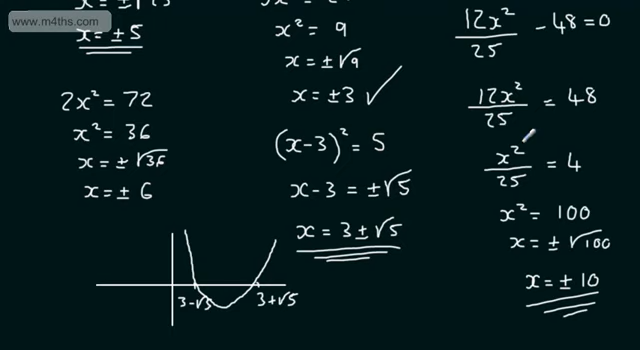 www.m4ths.com
x = ± √25
x = ± 5
2x² = 72
x² = 36
x = ± √36
x = ± 6
x² = 9
x = ± √9
x = ± 3 ✓
(x-3)² = 5
x - 3 = ± √5
x = 3 ± √5
3-√5
3+√5
12x²/25 - 48 = 0
12x²/25 = 48
x²/25 = 4
x² = 100
x = ± √100
x = ± 10